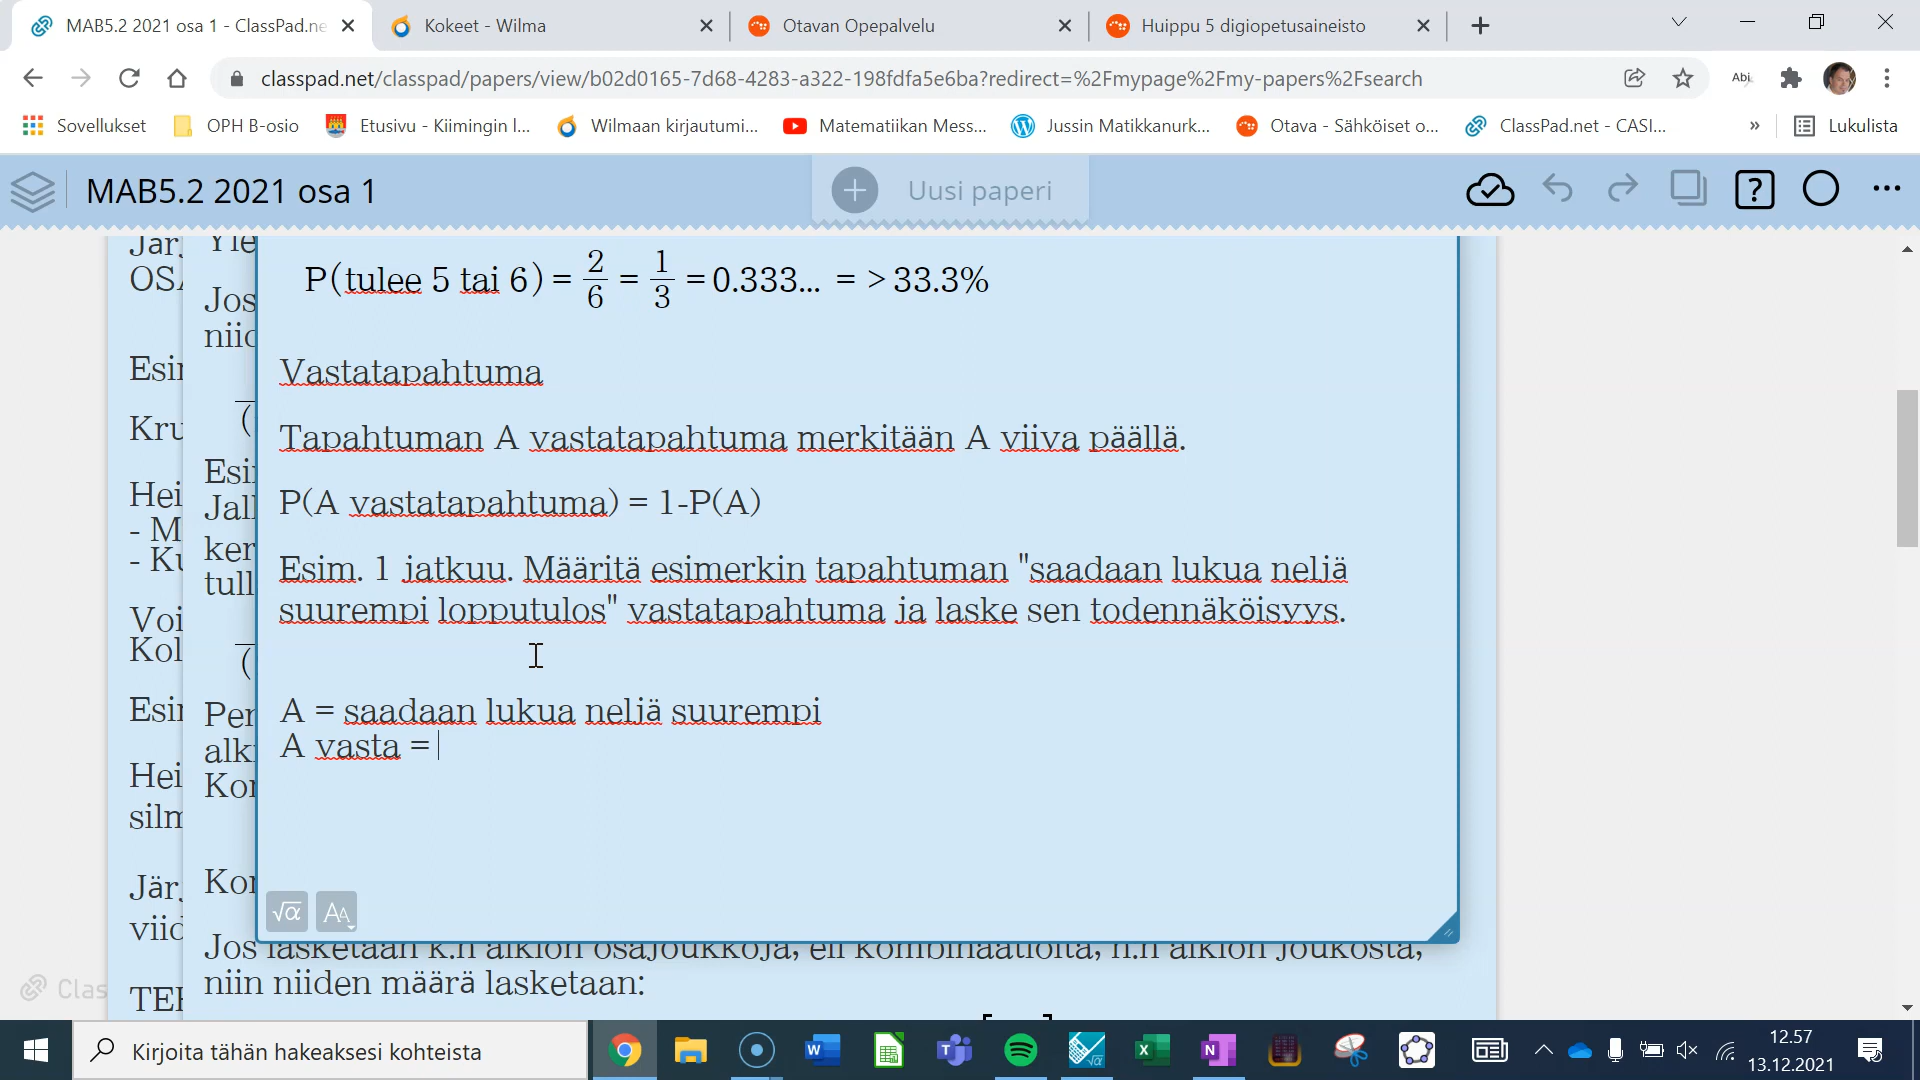 MAB5.2 2021 osa 1 - ClassPad.ne
Kokeet - Wilma
Otavan Opepalvelu
Huippu 5 digiopetusaineisto
classpad.net/classpad/papers/view/b02d0165-7d68-4283-a322-198fdfa5e6ba?redirect=%2Fmypage%2Fmy-papers%2Fsearch
Abi
Sovellukset
OPH B-osio
Etusivu - Kiimingin l...
Wilmaan kirjautumi...
Matematiikan Mess...
Jussin Matikkanurk...
Otava - Sähköiset o...
ClassPad.net - CASI...
»
Lukulista
MAB5.2 2021 osa 1
Uusi paperi
P(tulee 5 tai 6) = 2/6 = 1/3 = 0.333... = > 33.3%
Vastatapahtuma
Tapahtuman A vastatapahtuma merkitään A viiva päällä.
P(A vastatapahtuma) = 1-P(A)
Esim. 1 jatkuu. Määritä esimerkin tapahtuman "saadaan lukua neljä
suurempi lopputulos" vastatapahtuma ja laske sen todennäköisyys.
A = saadaan lukua neljä suurempi
A vasta =
√α
AA
Jos lasketaan k:n alkion osajoukkoja, eli kombinaatioita, n:n alkion joukosta,
niin niiden määrä lasketaan:
Kirjoita tähän hakeaksesi kohteista
12.57
13.12.2021